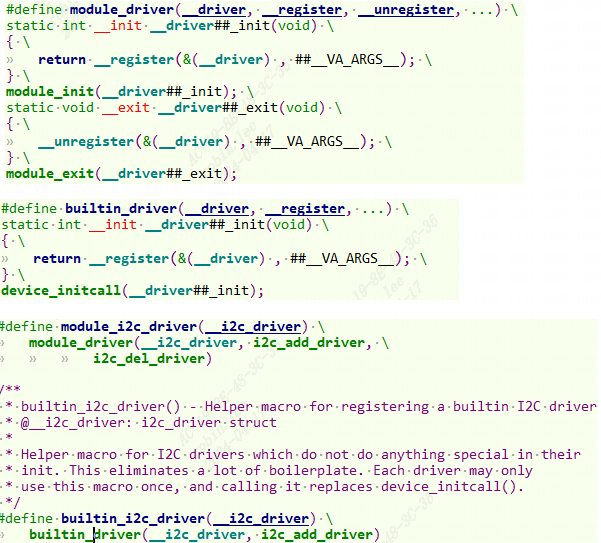 #define module_driver(__driver, __register, __unregister, ...) \
static int __init __driver##_init(void) \
{ \
return __register(&(__driver) , ##__VA_ARGS__); \
} \
module_init(__driver##_init); \
static void __exit __driver##_exit(void) \
{ \
__unregister(&(__driver) , ##__VA_ARGS__); \
} \
module_exit(__driver##_exit);
#define builtin_driver(__driver, __register, ...) \
static int __init __driver##_init(void) \
{ \
return __register(&(__driver) , ##__VA_ARGS__); \
} \
device_initcall(__driver##_init);
#define module_i2c_driver(__i2c_driver) \
module_driver(__i2c_driver, i2c_add_driver, \
i2c_del_driver)
/**
* builtin_i2c_driver() - Helper macro for registering a builtin I2C driver
* @__i2c_driver: i2c_driver struct
*
* Helper macro for I2C drivers which do not do anything special in their
* init. This eliminates a lot of boilerplate. Each driver may only
* use this macro once, and calling it replaces device_initcall().
*/
#define builtin_i2c_driver(__i2c_driver) \
builtin_driver(__i2c_driver, i2c_add_driver)